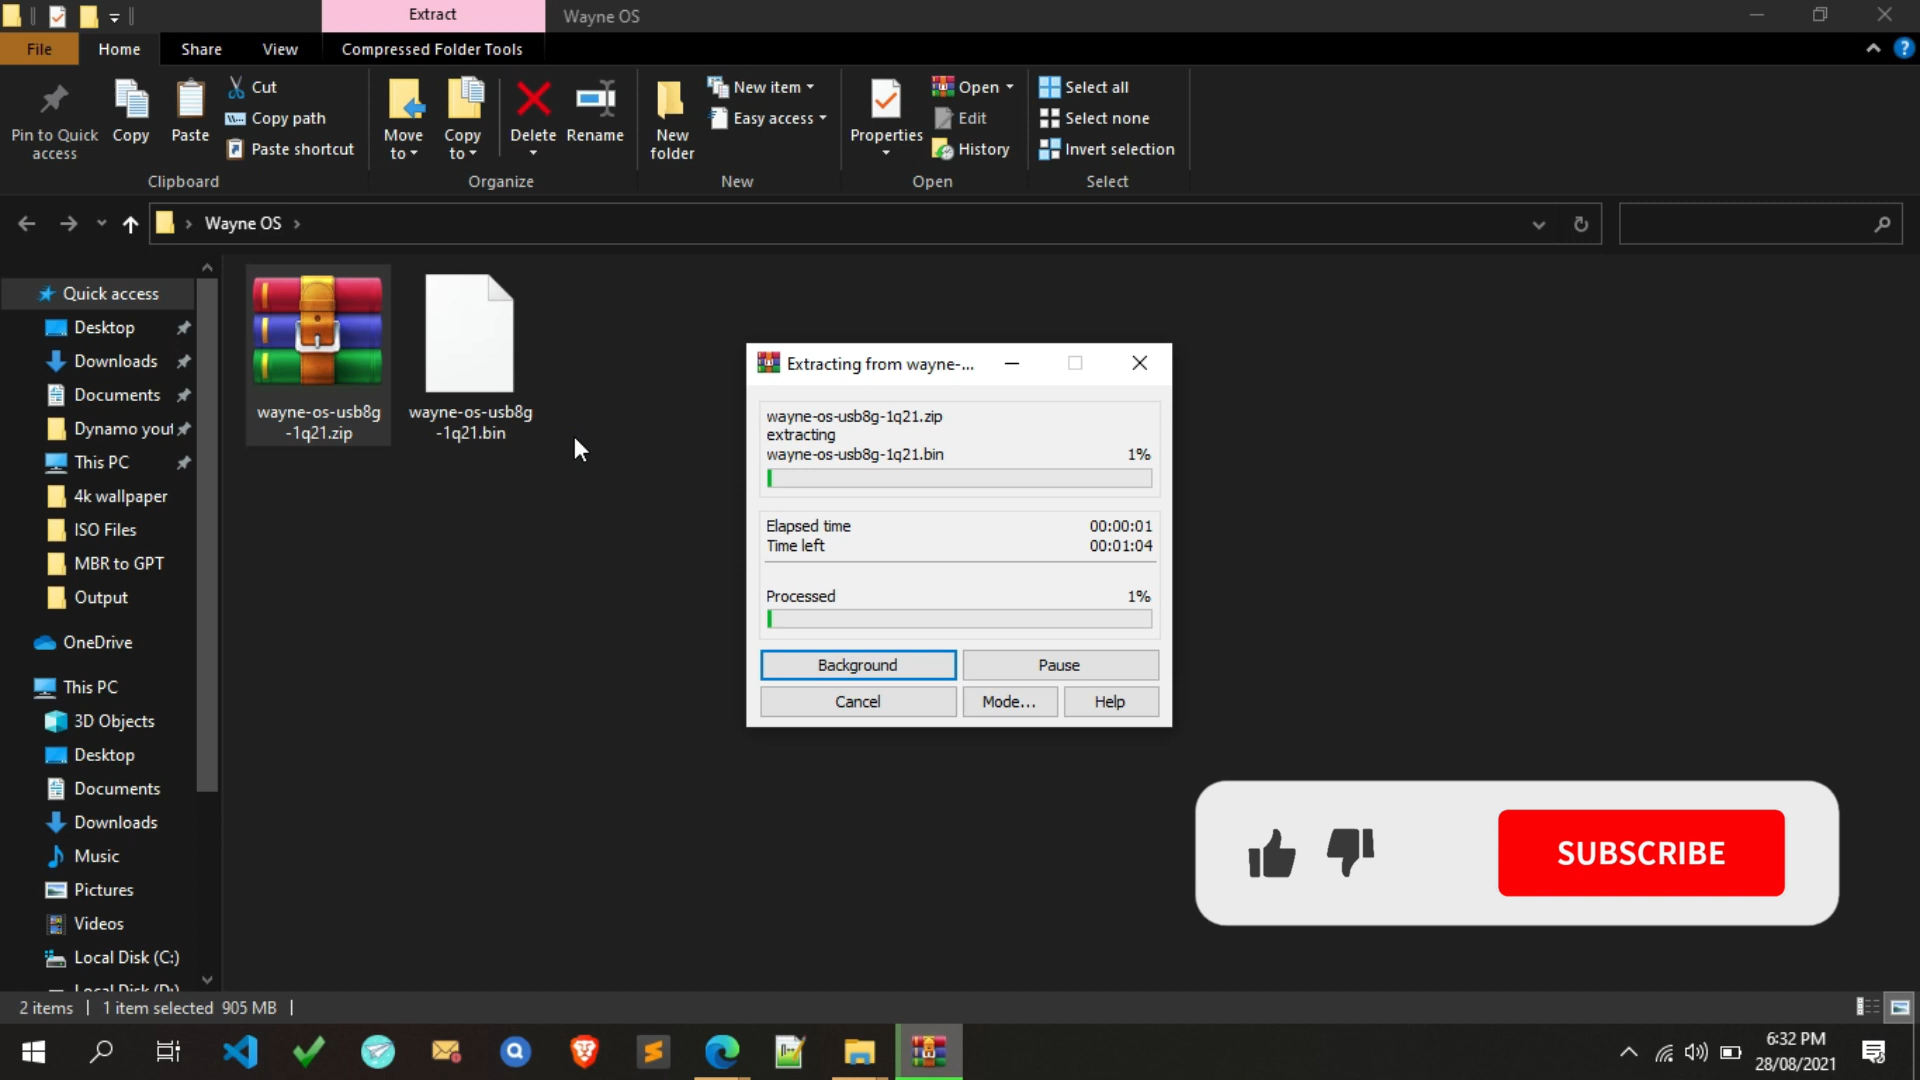 Extract
Wayne OS
File
Home
Share
View
Compressed Folder Tools
Pin to Quick
access
Copy
Paste
Cut
Copy path
Paste shortcut
Clipboard
Move
to
Copy
to
Delete
Rename
Organize
New
folder
New item
Easy access
New
Properties
Open
Edit
History
Open
Select all
Select none
Invert selection
Select
Wayne OS
Quick access
Desktop
Downloads
Documents
Dynamo yout
This PC
4k wallpaper
ISO Files
MBR to GPT
Output
OneDrive
This PC
3D Objects
Desktop
Documents
Downloads
Music
Pictures
Videos
Local Disk (C:)
Local Disk (D:)
wayne-os-usb8g
-1q21.zip
wayne-os-usb8g
-1q21.bin
Extracting from wayne-...
wayne-os-usb8g-1q21.zip
extracting
wayne-os-usb8g-1q21.bin 1%
Elapsed time 00:00:01
Time left 00:01:04
Processed 1%
Background
Pause
Cancel
Mode...
Help
SUBSCRIBE
2 items
1 item selected 905 MB
6:32 PM
28/08/2021